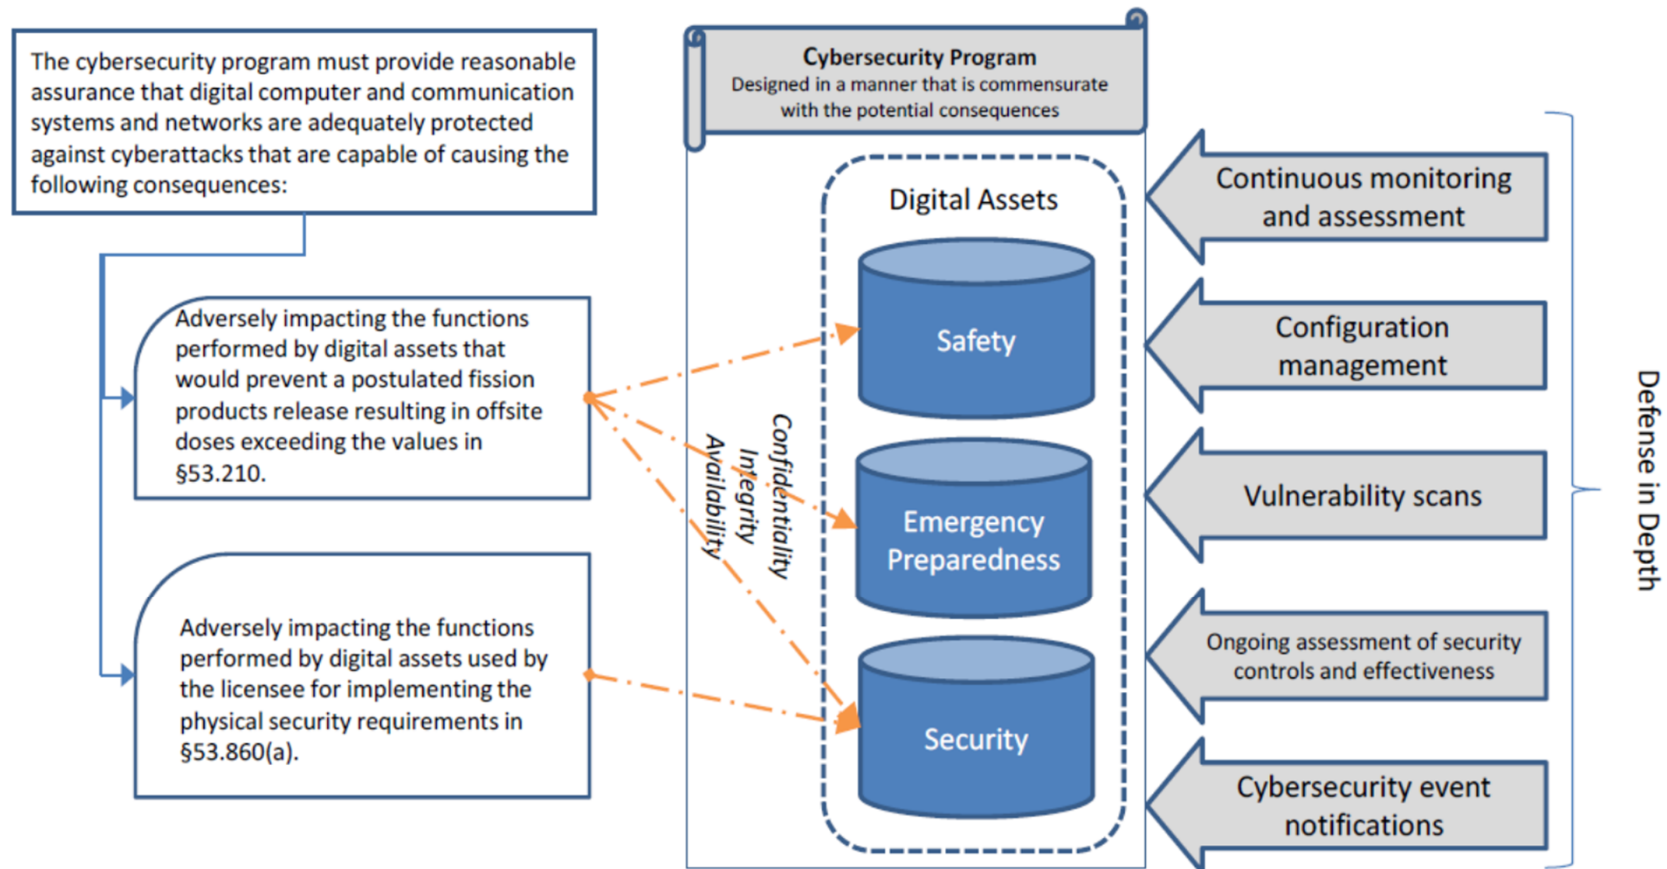 The cybersecurity program must provide reasonable
assurance that digital computer and communication
systems and networks are adequately protected
against cyberattacks that are capable of causing the
following consequences:
Adversely impacting the functions
performed by digital assets that
would prevent a postulated fission
products release resulting in offsite
doses exceeding the values in
§53.210.
Adversely impacting the functions
performed by digital assets used by
the licensee for implementing the
physical security requirements in
§53.860(a).
Confidentiality
Integrity
Availability
Cybersecurity Program
Designed in a manner that is commensurate
with the potential consequences
Digital Assets
Safety
Emergency
Preparedness
Security
Continuous monitoring
and assessment
Configuration
management
Vulnerability scans
Ongoing assessment of security
controls and effectiveness
Cybersecurity event
notifications
Defense in Depth